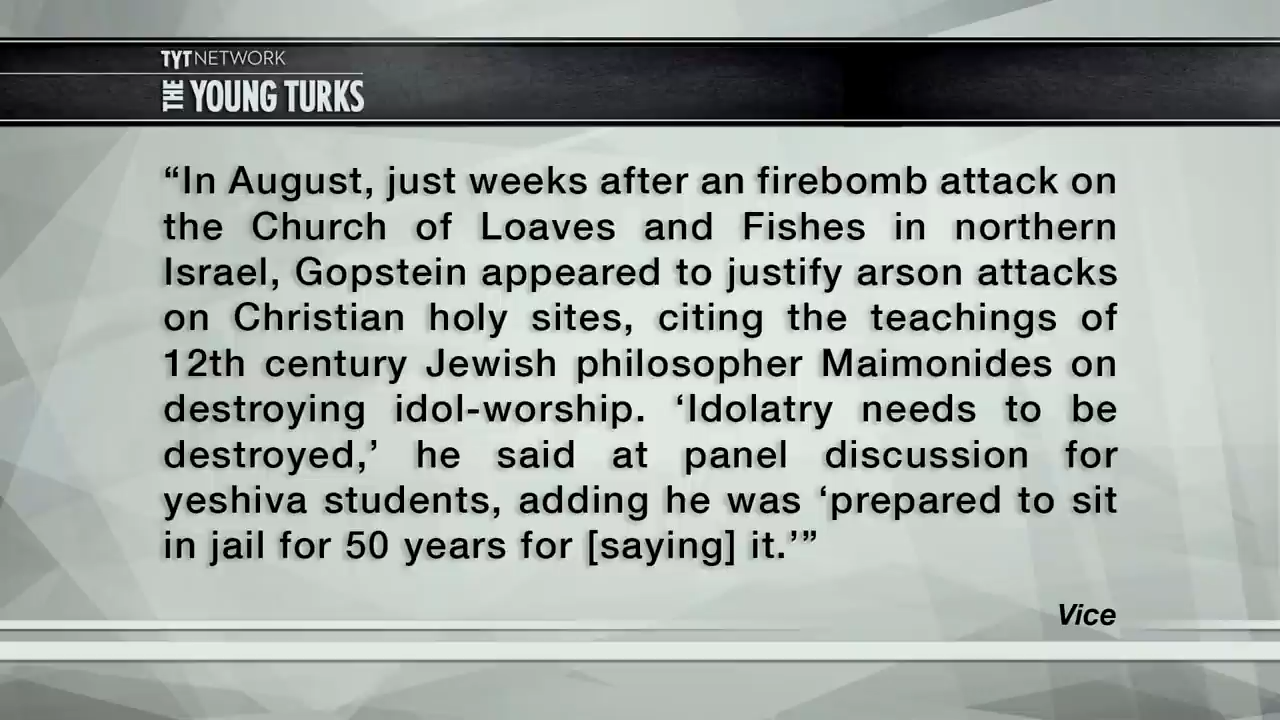 TYT NETWORK
THE YOUNG TURKS
“In August, just weeks after an firebomb attack on
the Church of Loaves and Fishes in northern
Israel, Gopstein appeared to justify arson attacks
on Christian holy sites, citing the teachings of
12th century Jewish philosopher Maimonides on
destroying idol-worship. ‘Idolatry needs to be
destroyed,’ he said at panel discussion for
yeshiva students, adding he was ‘prepared to sit
in jail for 50 years for [saying] it.’”
Vice